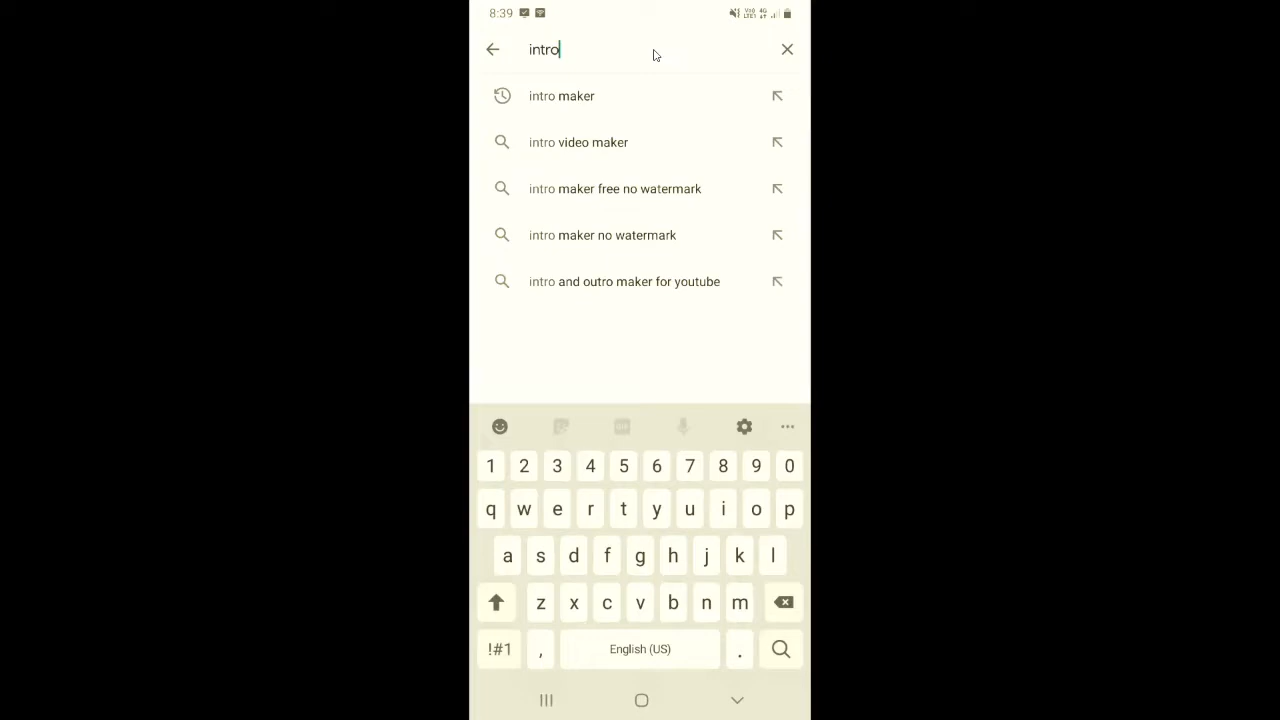 8:39
intro
intro maker
intro video maker
intro maker free no watermark
intro maker no watermark
intro and outro maker for youtube
1 2 3 4 5 6 7 8 9 0
q w e r t y u i o p
a s d f g h j k l
z x c v b n m
!#1 , English (US) .